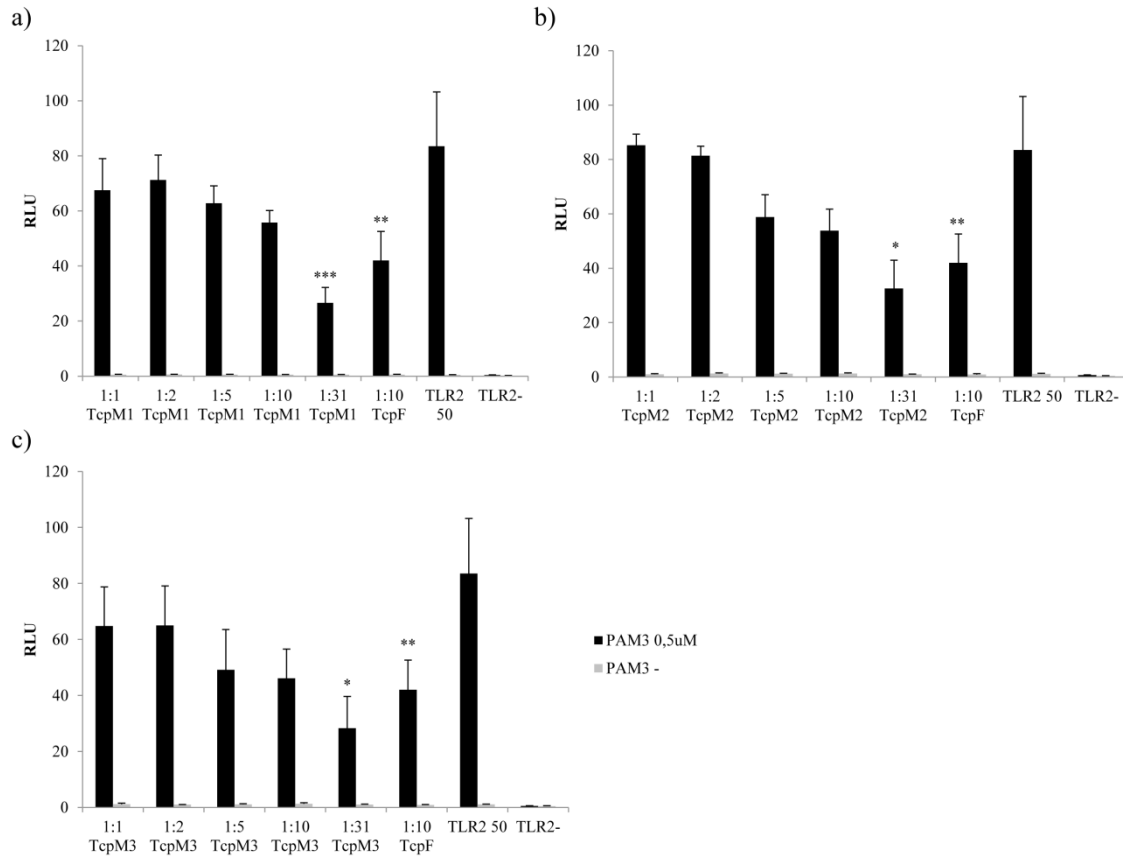 a)
120
100
80
60
40
20
0
RLU
1:1 1:2 1:5 1:10 1:31 1:10 TLR2 TLR2-
TcpM1 TcpM1 TcpM1 TcpM1 TcpM1 TcpF 50
*** **
b)
120
100
80
60
40
20
0
RLU
1:1 1:2 1:5 1:10 1:31 1:10 TLR2 50 TLR2-
TcpM2 TcpM2 TcpM2 TcpM2 TcpM2 TcpF
* **
c)
120
100
80
60
40
20
0
RLU
1:1 1:2 1:5 1:10 1:31 1:10 TLR2 50 TLR2-
TcpM3 TcpM3 TcpM3 TcpM3 TcpM3 TcpF
* **
PAM3 0,5uM
PAM3 -